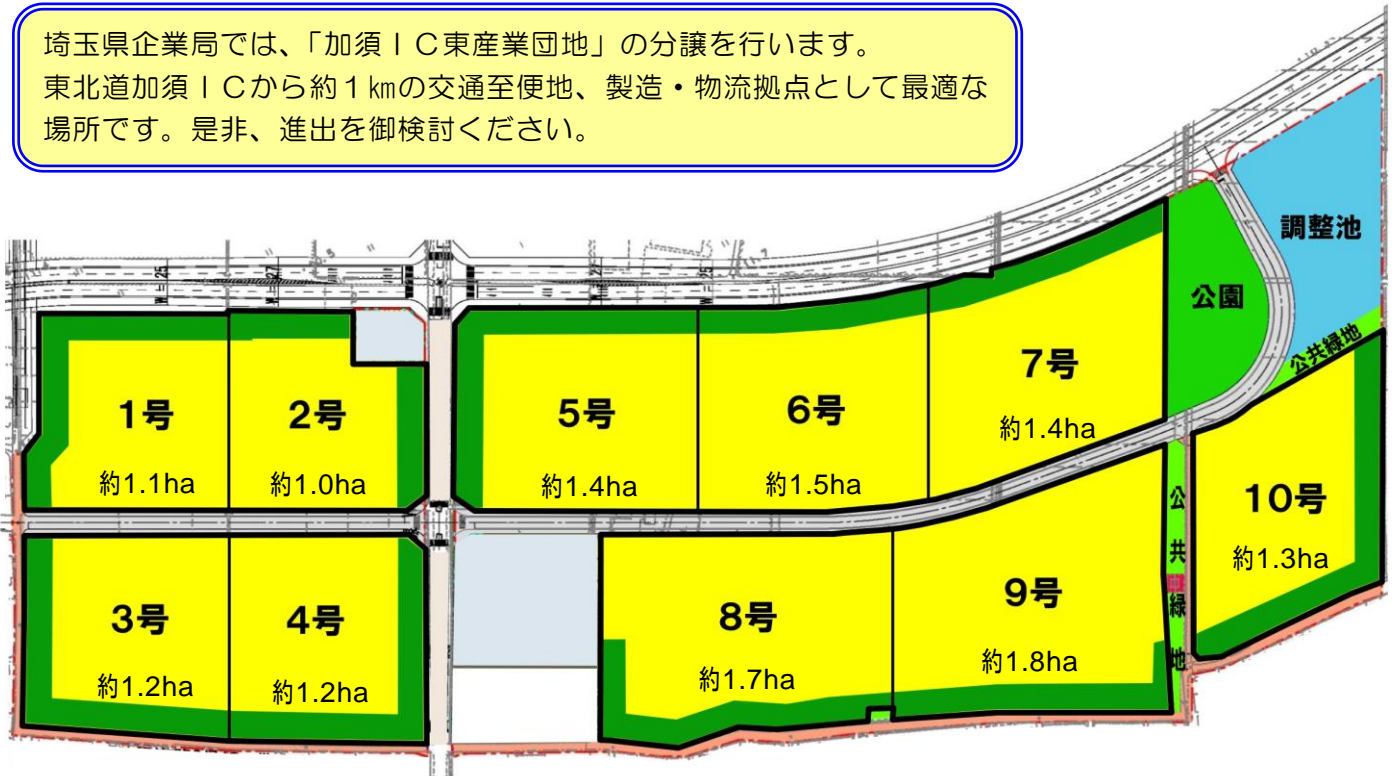 埼玉県企業局では、「加須ＩＣ東産業団地」の分譲を行います。
東北道加須ＩＣから約１㎞の交通至便地、製造・物流拠点として最適な
場所です。是非、進出を御検討ください。
調整池
公園
公共緑地
1号
約1.1ha
2号
約1.0ha
5号
約1.4ha
6号
約1.5ha
7号
約1.4ha
3号
約1.2ha
4号
約1.2ha
8号
約1.7ha
9号
約1.8ha
公共緑地
10号
約1.3ha